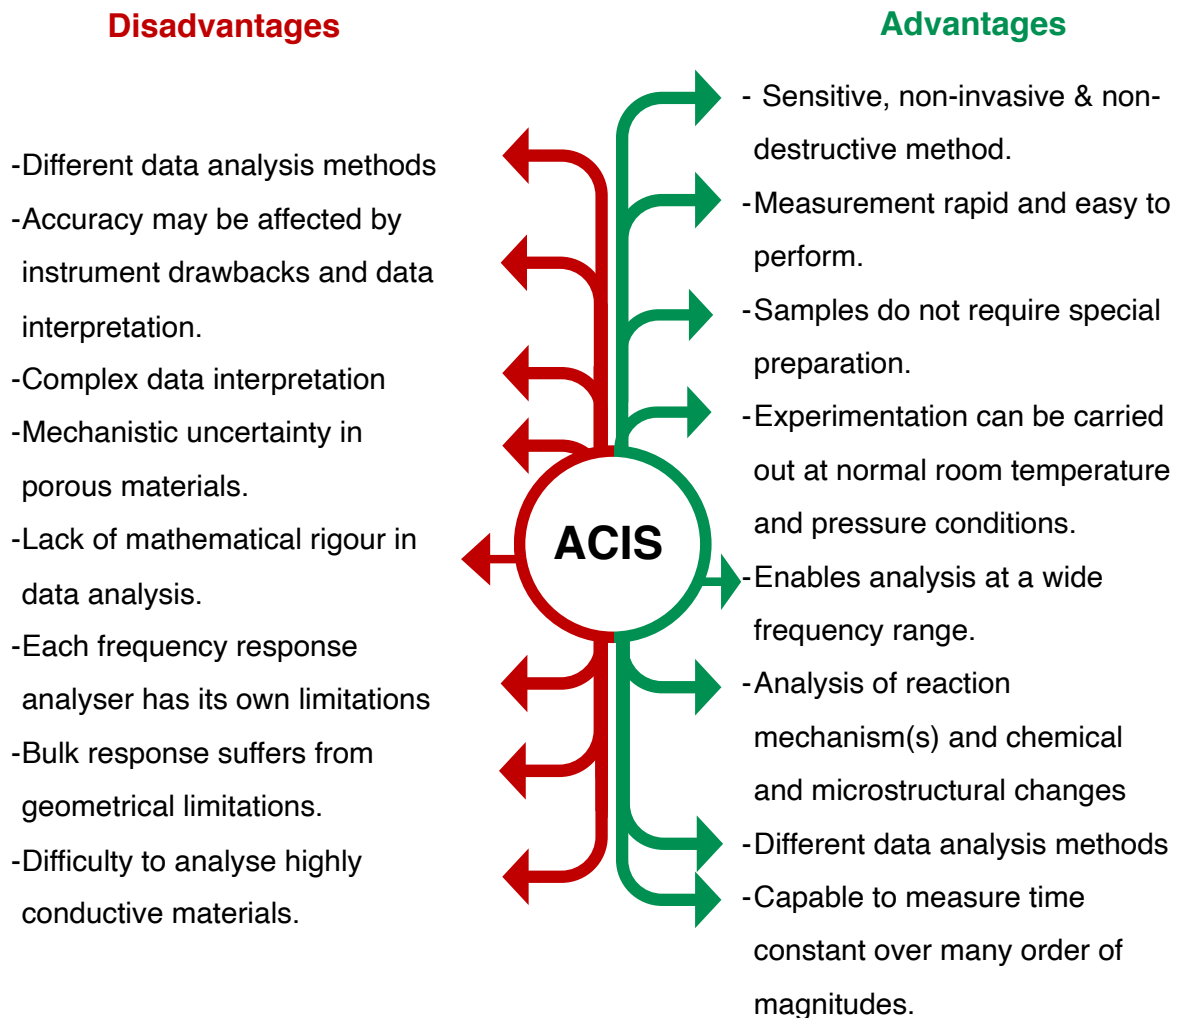 Disadvantages
-Different data analysis methods
-Accuracy may be affected by
instrument drawbacks and data
interpretation.
-Complex data interpretation
-Mechanistic uncertainty in
porous materials.
-Lack of mathematical rigour in
data analysis.
-Each frequency response
analyser has its own limitations
-Bulk response suffers from
geometrical limitations.
-Difficulty to analyse highly
conductive materials.
ACIS
Advantages
- Sensitive, non-invasive & non-
destructive method.
-Measurement rapid and easy to
perform.
-Samples do not require special
preparation.
-Experimentation can be carried
out at normal room temperature
and pressure conditions.
-Enables analysis at a wide
frequency range.
-Analysis of reaction
mechanism(s) and chemical
and microstructural changes
-Different data analysis methods
-Capable to measure time
constant over many order of
magnitudes.